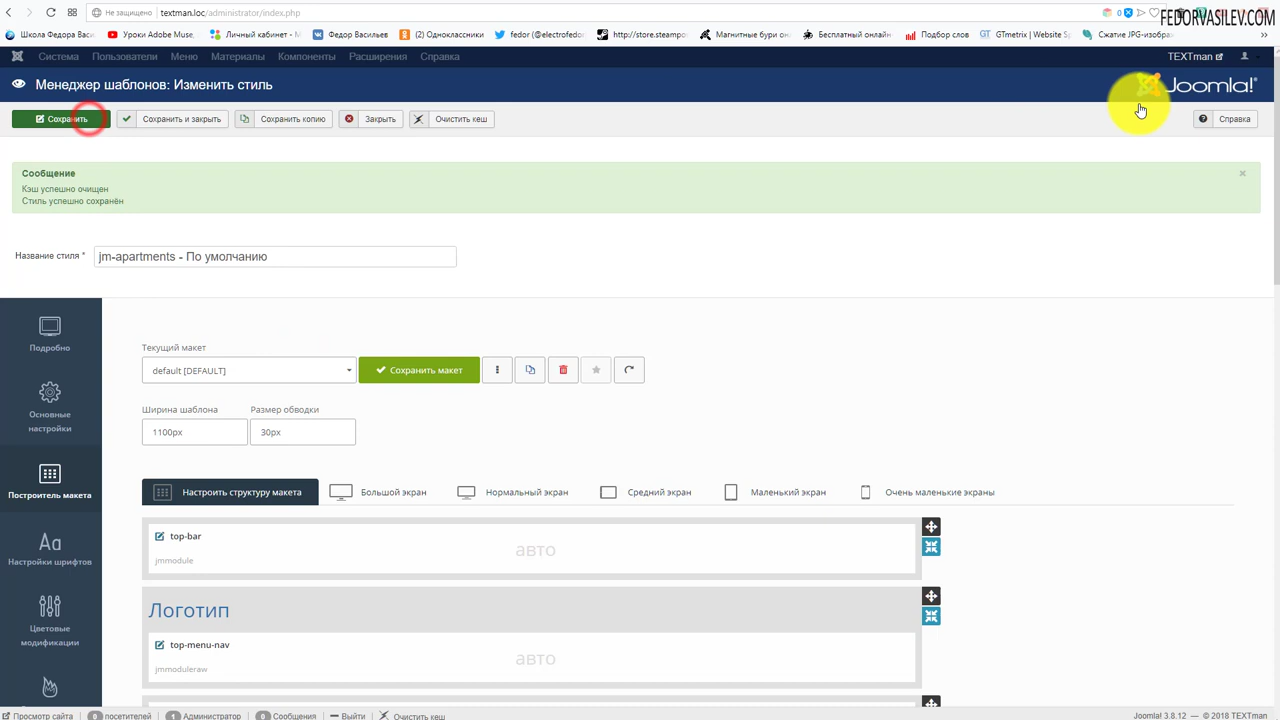 Не защищено textman.loc/administrator/index.php
FEDORVASILEV.COM
Школа Федора Васи Уроки Adobe Muse, Личный кабинет - M Фёдор Васильев (2) Одноклассники fedor (@electrofedo http://store.steampo Магнитные бури он Бесплатный онлайн Подбор слов GTmetrix | Website S Сжатие JPG-изобра
Система Пользователи Меню Материалы Компоненты Расширения Справка TEXTman
Менеджер шаблонов: Изменить стиль Joomla!®
Сохранить Сохранить и закрыть Сохранить копию Закрыть Очистить кеш Справка
Сообщение
Кэш успешно очищен
Стиль успешно сохранён
Название стиля * jm-apartments - По умолчанию
Подробно
Основные настройки
Построитель макета
Настройки шрифтов
Цветовые модификации
Текущий макет
default [DEFAULT] Сохранить макет
Ширина шаблона Размер обводки
1100px 30px
Настроить структуру макета Большой экран Нормальный экран Средний экран Маленький экран Очень маленькие экраны
top-bar
авто
jmmodule
Логотип
top-menu-nav
авто
jmmoduleraw
Просмотр сайта 0 посетителей 1 Администратор 0 Сообщения Выйти Очистить кеш Joomla! 3.8.12 — © 2018 TEXTman